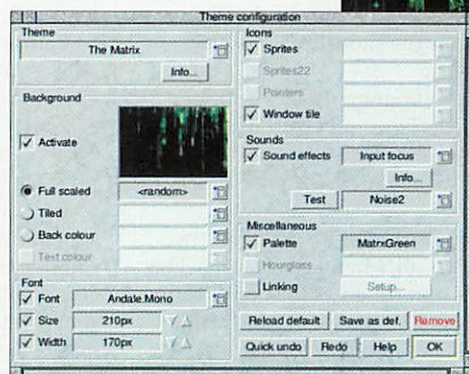 Theme configuration
Theme
The Matrix
Info...
Background
Activate
Full scaled
<random>
Tiled
Back colour
Text colour
Font
Font
Andale.Mono
Size
210px
Width
170px
Icons
Sprites
Sprites22
Pointers
Window tile
Sounds
Sound effects
Input focus
Info...
Test
Noise2
Miscellaneous
Palette
MatrxGreen
Hourglass
Linking
Setup...
Reload default
Save as def.
Remove
Quick undo
Redo
Help
OK